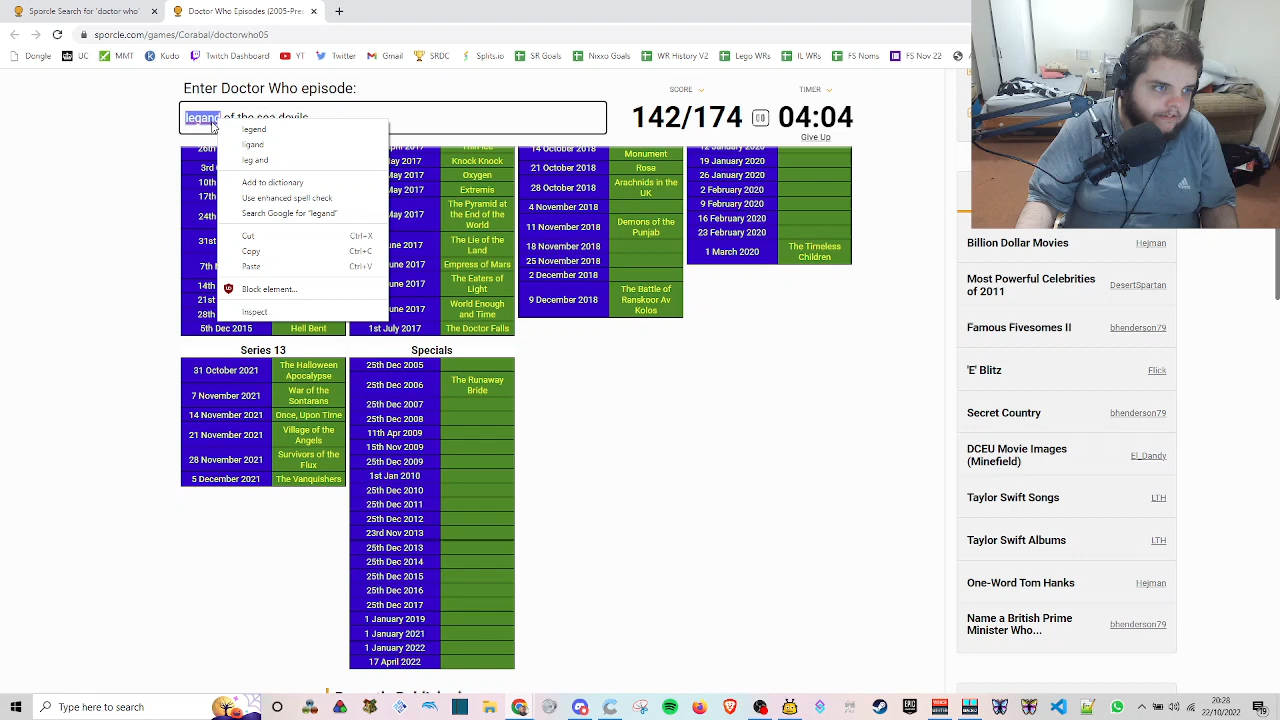 Sporcle Search for 'doctor who'
Doctor Who Episodes (2005-Pre
sporcle.com/games/Corabal/doctorwho05
Dongle UC MMT Kudo Twitter YT Twitch Gmail SRDC Splits.io SR Goals Nixxo Goals WR History VC Lego WRs IL WRs FS Noms FS Nov 22
Enter Doctor Who episode:
SCORE
TIMER
142/174
04:04
Give Up
legand
legend
ligand
leg and
Add to dictionary
Use enhanced spell check
Search Google for "legand"
Cut Ctrl+X
Copy Ctrl+C
Paste Ctrl+V
Block element...
Inspect
3rd
10th
17th
24th
31st
7th
14th
21st
28th
5th Dec 2015 Hell Bent
Knock Knock
Oxygen
Extremis
The Pyramid at
the End of the
World
The Lie of the
Land
Empress of Mars
The Eaters of
Light
World Enough
and Time
1st July 2017 The Doctor Falls
14 October 2018
Monument
21 October 2018 Rosa
28 October 2018 Arachnids in the
UK
4 November 2018
11 November 2018 Demons of the
Punjab
18 November 2018
25 November 2018
2 December 2018
9 December 2018 The Battle of
Ranskoor Av
Kolos
12 January 2020
19 January 2020
26 January 2020
2 February 2020
9 February 2020
16 February 2020
23 February 2020
1 March 2020 The Timeless
Children
Series 13
31 October 2021 The Halloween
Apocalypse
7 November 2021 War of the
Sontarans
14 November 2021 Once, Upon Time
21 November 2021 Village of the
Angels
28 November 2021 Survivors of the
Flux
5 December 2021 The Vanquishers
Specials
25th Dec 2005
25th Dec 2006 The Runaway
Bride
25th Dec 2007
25th Dec 2008
11th Apr 2009
15th Nov 2009
25th Dec 2009
1st Jan 2010
25th Dec 2010
25th Dec 2011
25th Dec 2012
23rd Nov 2013
25th Dec 2013
25th Dec 2014
25th Dec 2015
25th Dec 2016
25th Dec 2017
1 January 2019
1 January 2021
1 January 2022
17 April 2022
Billion Dollar Movies Hejman
Most Powerful Celebrities
of 2011 DesertSpartan
Famous Fivesomes II bhenderson79
'E' Blitz Flick
Secret Country bhenderson79
DCEU Movie Images
(Minefield) El_Dandy
Taylor Swift Songs LTH
Taylor Swift Albums LTH
One-Word Tom Hanks Hejman
Name a British Prime
Minister Who... bhenderson79
Type here to search
20:28
22/10/2022